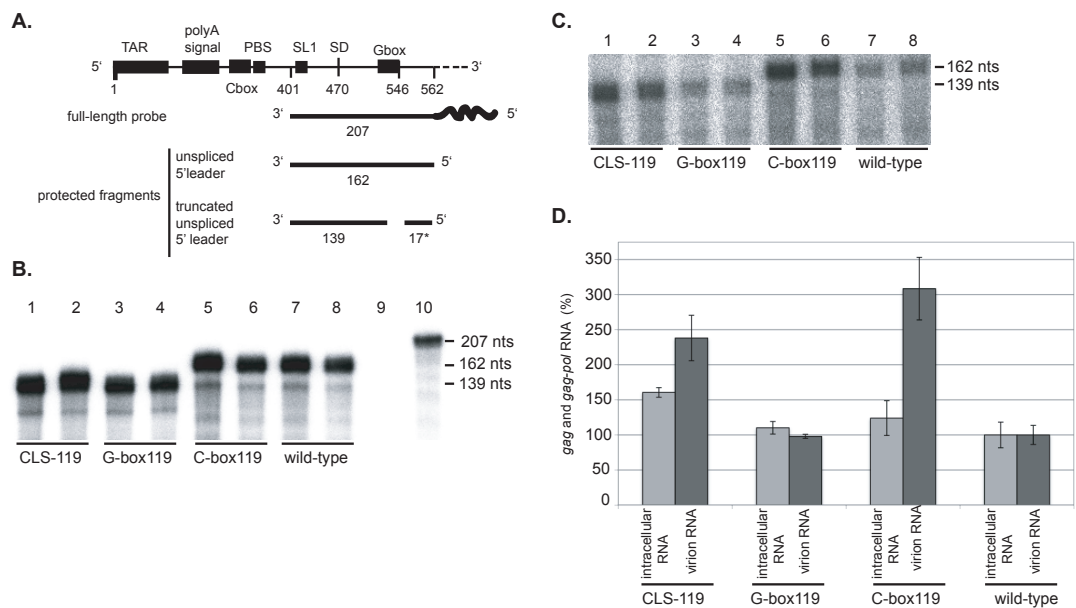 A.
polyA
TAR signal PBS SL1 SD Gbox
5‘ 3‘
1 Cbox 401 470 546 562
full-length probe 3‘ 5‘
207
unspliced 3‘ 5‘
5’leader
162
protected fragments
truncated
unspliced 3‘ 5‘
5’ leader 139 17*
B.
1 2 3 4 5 6 7 8 9 10
207 nts
162 nts
139 nts
CLS-119 G-box119 C-box119 wild-type
C.
1 2 3 4 5 6 7 8
162 nts
139 nts
CLS-119 G-box119 C-box119 wild-type
D.
gag and gag-pol RNA (%)
350
300
250
200
150
100
50
0
intracellular RNA
virion RNA
intracellular RNA
virion RNA
intracellular RNA
virion RNA
intracellular RNA
virion RNA
CLS-119 G-box119 C-box119 wild-type